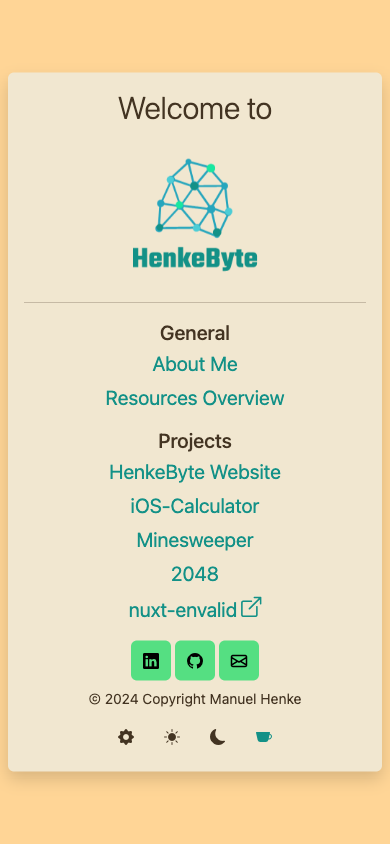 Welcome to
HenkeByte
General
About Me
Resources Overview
Projects
HenkeByte Website
iOS-Calculator
Minesweeper
2048
nuxt-envalid
in
© 2024 Copyright Manuel Henke